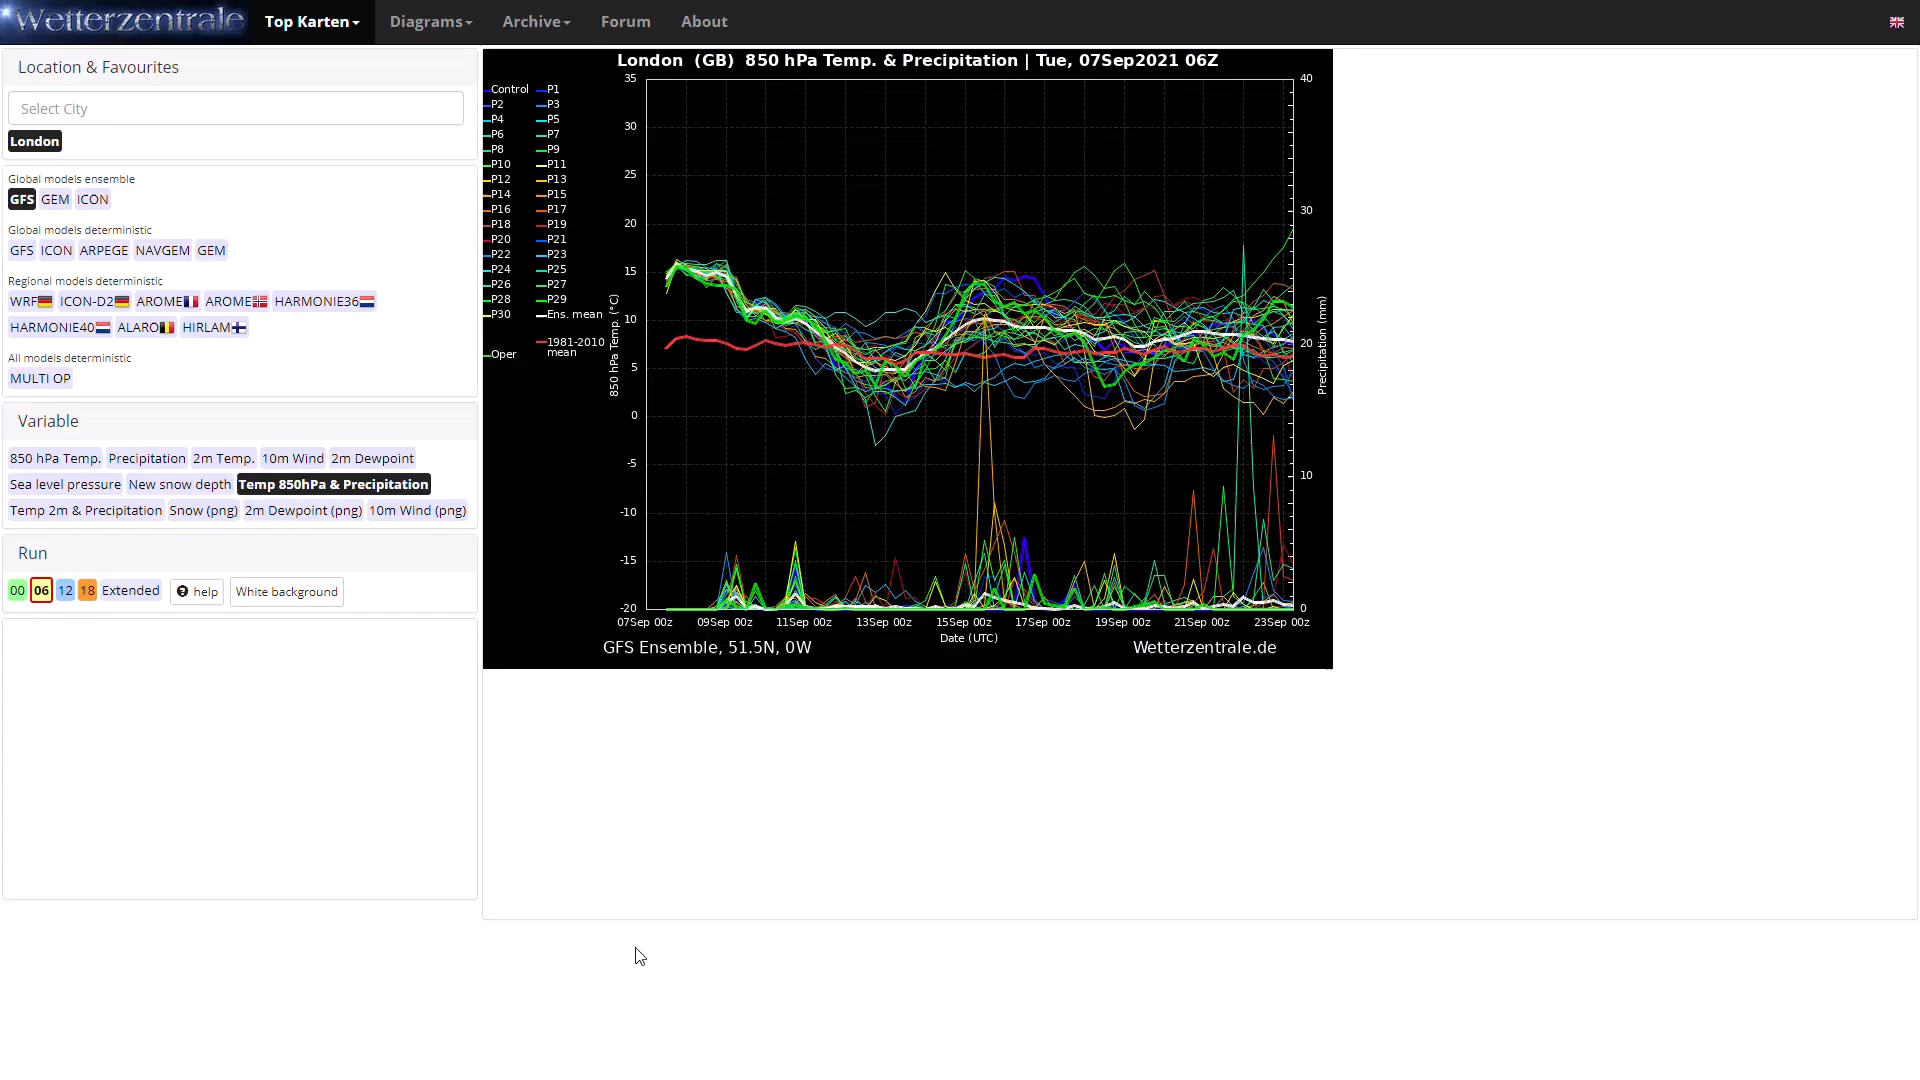 Wetterzentrale Top Karten Diagrams Archive Forum About
Location & Favourites
Select City
London
Global models ensemble
GFS GEM ICON
Global models deterministic
GFS ICON ARPEGE NAVGEM GEM
Regional models deterministic
WRF ICON-D2 AROME AROME HARMONIE36
HARMONIE40 ALARO HIRLAM
All models deterministic
MULTI OP
Variable
850 hPa Temp. Precipitation 2m Temp. 10m Wind 2m Dewpoint
Sea level pressure New snow depth Temp 850hPa & Precipitation
Temp 2m & Precipitation Snow (png) 2m Dewpoint (png) 10m Wind (png)
Run
00 06 12 18 Extended help White background
London (GB) 850 hPa Temp. & Precipitation | Tue, 07Sep2021 06Z
Control P1
P2 P3
P4 P5
P6 P7
P8 P9
P10 P11
P12 P13
P14 P15
P16 P17
P18 P19
P20 P21
P22 P23
P24 P25
P26 P27
P28 P29
P30 Ens. mean
1981-2010
mean
Oper
850 hPa Temp. (°C)
35
30
25
20
15
10
5
0
-5
-10
-15
-20
40
30
20
10
0
Precipitation (mm)
07Sep 00z 09Sep 00z 11Sep 00z 13Sep 00z 15Sep 00z 17Sep 00z 19Sep 00z 21Sep 00z 23Sep 00z
Date (UTC)
GFS Ensemble, 51.5N, 0W Wetterzentrale.de